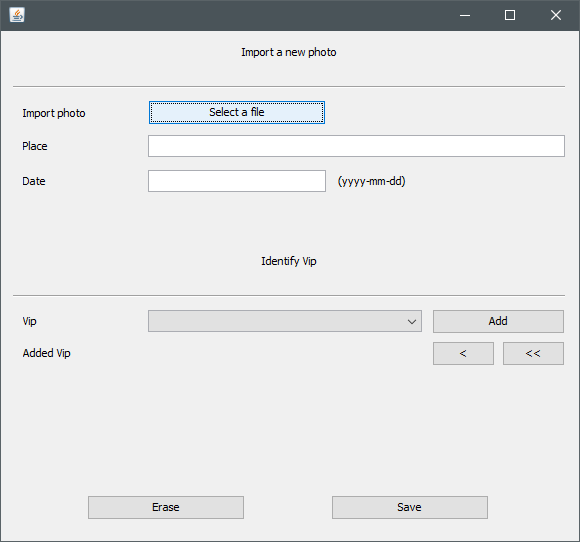 Import a new photo
Import photo
Select a file
Place
Date
(yyyy-mm-dd)
Identify Vip
Vip
Add
Added Vip
<
<<
Erase
Save